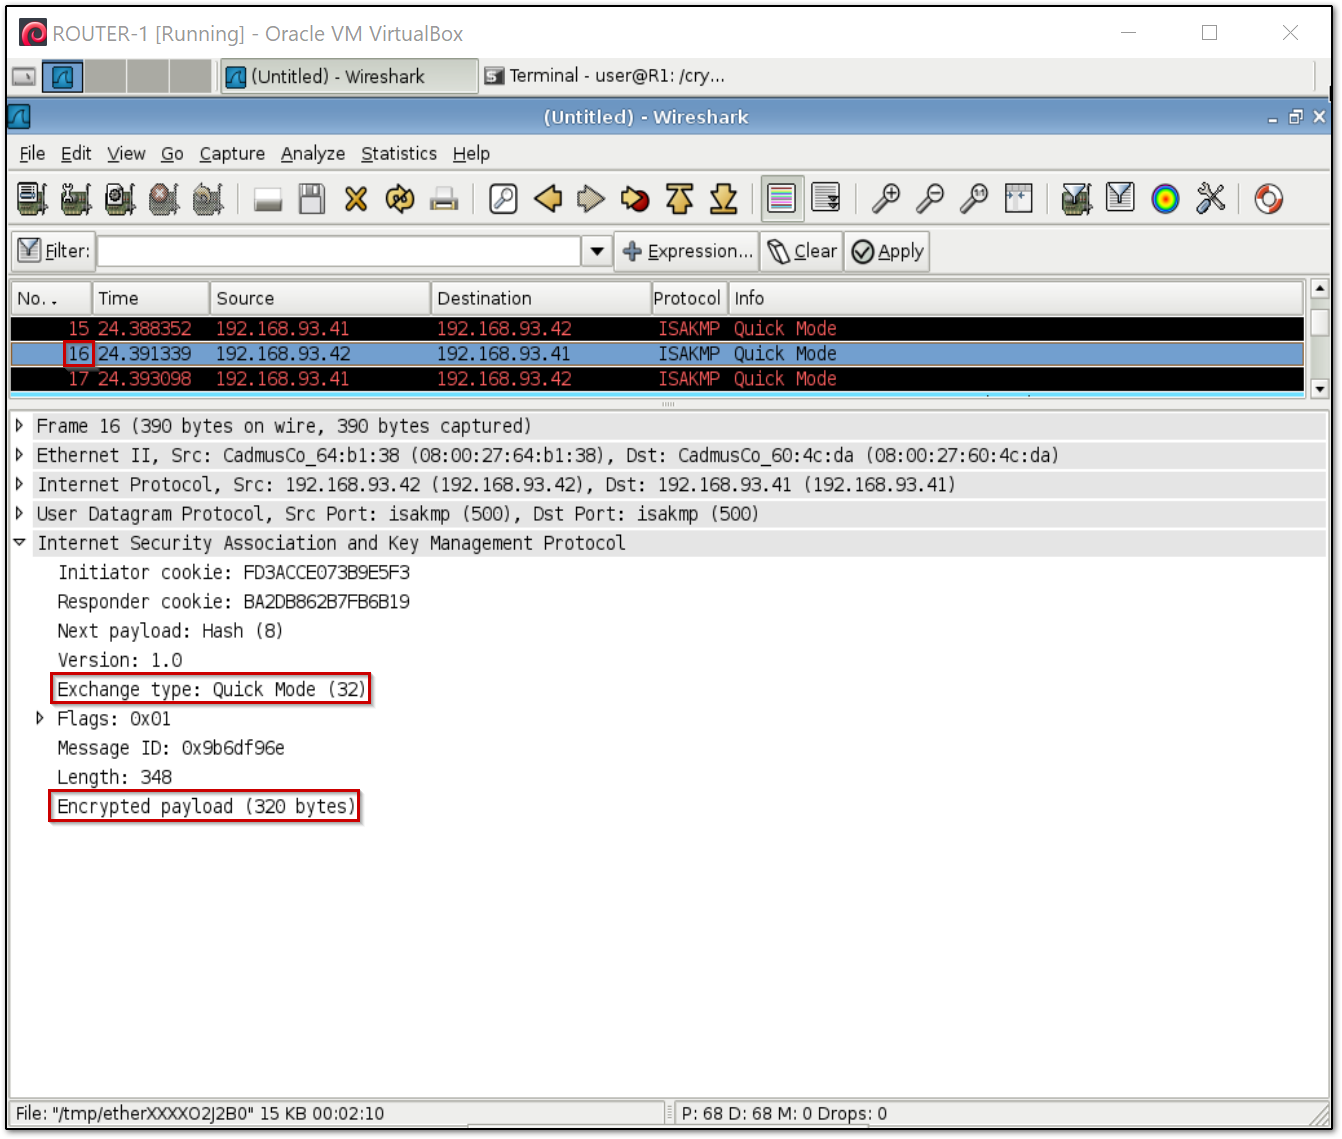 ROUTER-1 [Running] - Oracle VM VirtualBox
(Untitled) - Wireshark Terminal - user@R1: /cry...
(Untitled) - Wireshark
File Edit View Go Capture Analyze Statistics Help
Filter: Expression... Clear Apply
No. . Time Source Destination Protocol Info
15 24.388352 192.168.93.41 192.168.93.42 ISAKMP Quick Mode
16 24.391339 192.168.93.42 192.168.93.41 ISAKMP Quick Mode
17 24.393098 192.168.93.41 192.168.93.42 ISAKMP Quick Mode
Frame 16 (390 bytes on wire, 390 bytes captured)
Ethernet II, Src: CadmusCo_64:b1:38 (08:00:27:64:b1:38), Dst: CadmusCo_60:4c:da (08:00:27:60:4c:da)
Internet Protocol, Src: 192.168.93.42 (192.168.93.42), Dst: 192.168.93.41 (192.168.93.41)
User Datagram Protocol, Src Port: isakmp (500), Dst Port: isakmp (500)
Internet Security Association and Key Management Protocol
Initiator cookie: FD3ACCE073B9E5F3
Responder cookie: BA2DB862B7FB6B19
Next payload: Hash (8)
Version: 1.0
Exchange type: Quick Mode (32)
Flags: 0x01
Message ID: 0x9b6df96e
Length: 348
Encrypted payload (320 bytes)
File: "/tmp/etherXXXXO2J2B0" 15 KB 00:02:10 P: 68 D: 68 M: 0 Drops: 0